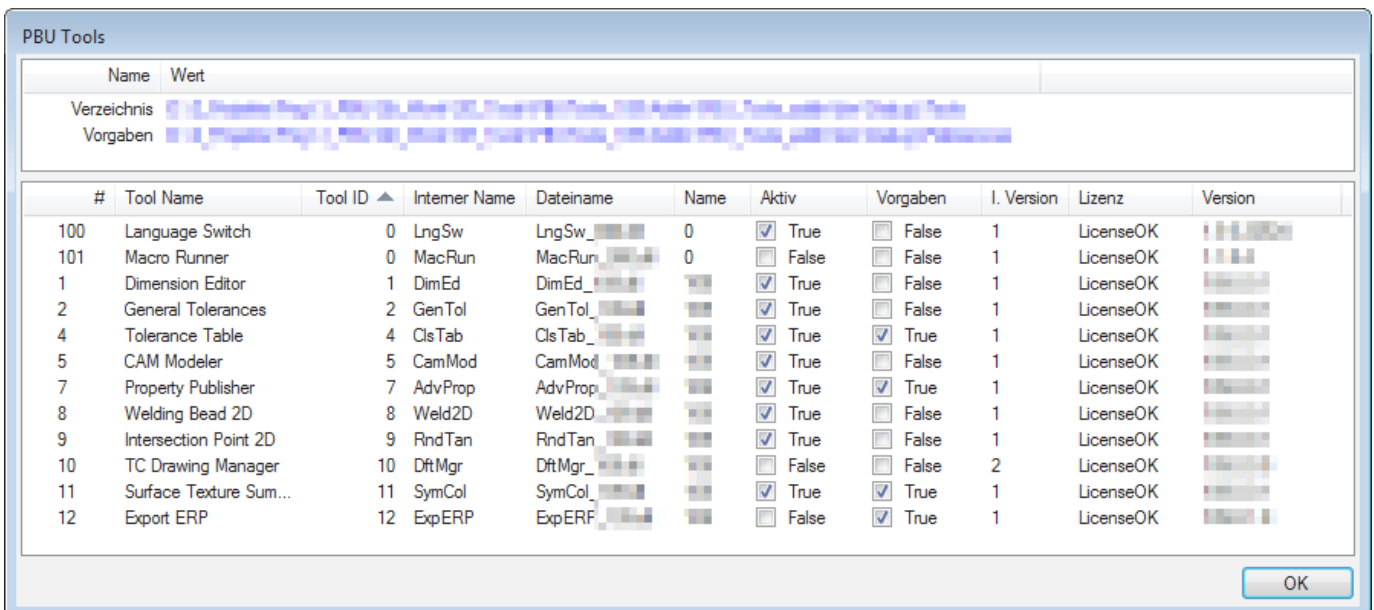 PBU Tools
Name Wert
Verzeichnis
Vorgaben
# Tool Name Tool ID Interner Name Dateiname Name Aktiv Vorgaben I. Version Lizenz Version
100 Language Switch 0 LngSw LngSw_ 0 True False 1 LicenseOK
101 Macro Runner 0 MacRun MacRun 0 False False 1 LicenseOK
1 Dimension Editor 1 DimEd DimEd_ True False 1 LicenseOK
2 General Tolerances 2 GenTol GenTol_ True False 1 LicenseOK
4 Tolerance Table 4 ClsTab ClsTab_ True True 1 LicenseOK
5 CAM Modeler 5 CamMod CamMod True False 1 LicenseOK
7 Property Publisher 7 AdvProp AdvProp True True 1 LicenseOK
8 Welding Bead 2D 8 Weld2D Weld2D True False 1 LicenseOK
9 Intersection Point 2D 9 RndTan RndTan True False 1 LicenseOK
10 TC Drawing Manager 10 DftMgr DftMgr_ False False 2 LicenseOK
11 Surface Texture Sum... 11 SymCol SymCol_ True True 1 LicenseOK
12 Export ERP 12 ExpERP ExpERP False True 1 LicenseOK
OK